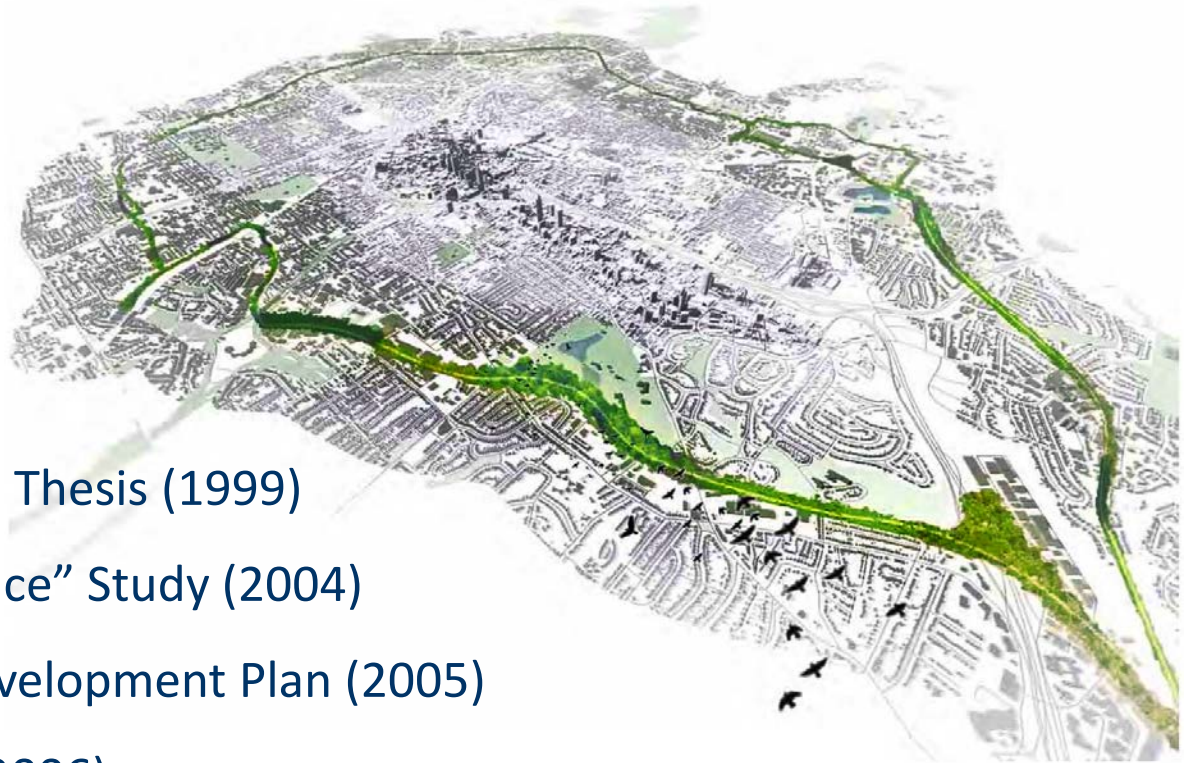 Thesis (1999)
ce” Study (2004)
velopment Plan (2005)